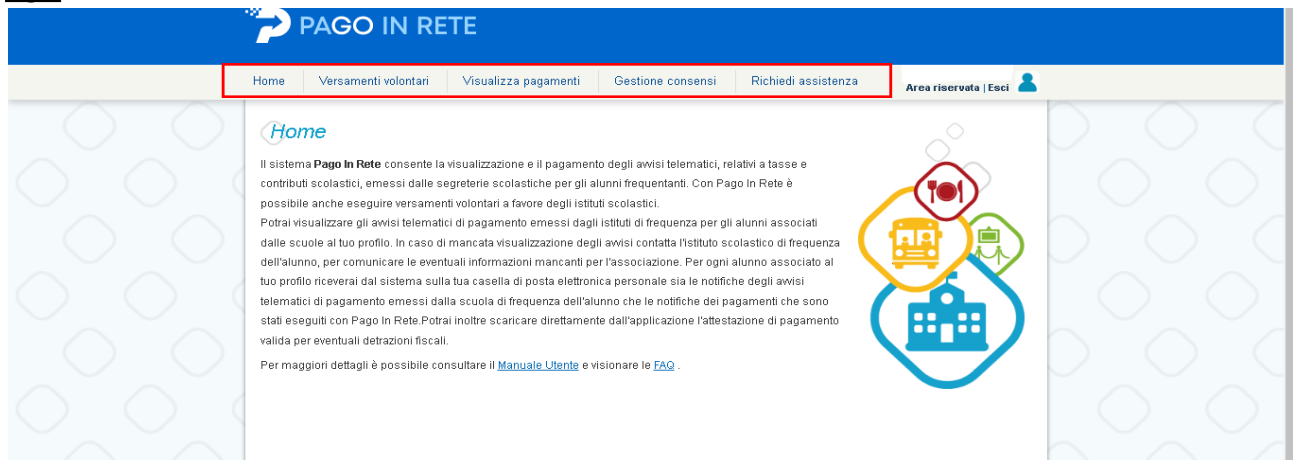 PAGO IN RETE
Home Versamenti volontari Visualizza pagamenti Gestione consensi Richiedi assistenza
Area riservata | Esci
Home
Il sistema Pago In Rete consente la visualizzazione e il pagamento degli avvisi telematici, relativi a tasse e
contributi scolastici, emessi dalle segreterie scolastiche per gli alunni frequentanti. Con Pago In Rete è
possibile anche eseguire versamenti volontari a favore degli istituti scolastici.
Potrai visualizzare gli avvisi telematici di pagamento emessi dagli istituti di frequenza per gli alunni associati
dalle scuole al tuo profilo. In caso di mancata visualizzazione degli avvisi contatta l'istituto scolastico di frequenza
dell'alunno, per comunicare le eventuali informazioni mancanti per l'associazione. Per ogni alunno associato al
tuo profilo riceverai dal sistema sulla tua casella di posta elettronica personale sia le notifiche degli avvisi
telematici di pagamento emessi dalla scuola di frequenza dell'alunno che le notifiche dei pagamenti che sono
stati eseguiti con Pago In Rete.Potrai inoltre scaricare direttamente dall'applicazione l'attestazione di pagamento
valida per eventuali detrazioni fiscali.
Per maggiori dettagli è possibile consultare il Manuale Utente e visionare le FAQ .